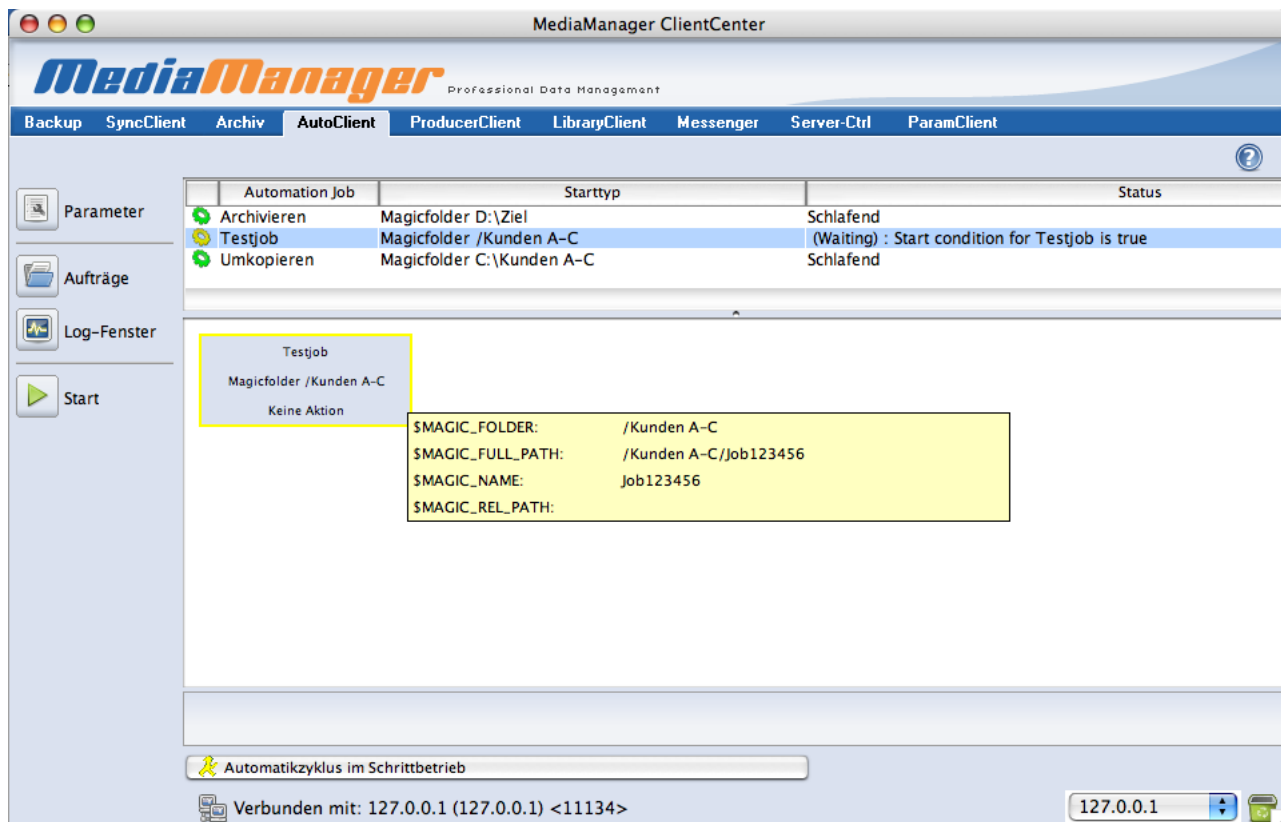 MediaManager ClientCenter
MediaManager Professional Data Management
Backup SyncClient Archiv AutoClient ProducerClient LibraryClient Messenger Server-Ctrl ParamClient
?
Parameter
Aufträge
Log-Fenster
Start
Automation Job Starttyp Status
Archivieren Magicfolder D:\Ziel Schlafend
Testjob Magicfolder /Kunden A-C (Waiting) : Start condition for Testjob is true
Umkopieren Magicfolder C:\Kunden A-C Schlafend
Testjob
Magicfolder /Kunden A-C
Keine Aktion
$MAGIC_FOLDER: /Kunden A-C
$MAGIC_FULL_PATH: /Kunden A-C/Job123456
$MAGIC_NAME: Job123456
$MAGIC_REL_PATH:
Automatikzyklus im Schrittbetrieb
Verbunden mit: 127.0.0.1 (127.0.0.1) <11134>
127.0.0.1